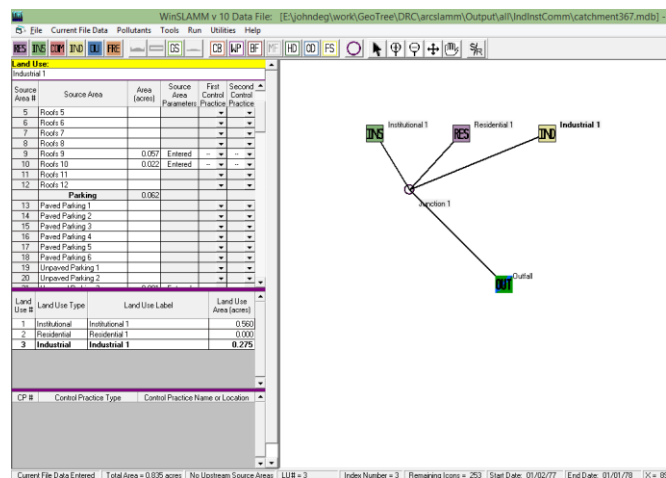 WinSLAMM v 10 Data File: [E:\johndeg\work\GeoTree\DRC\arcslamm\Output\all\IndInstComm\catchment367.mdb] -
File Current File Data Pollutants Tools Run Utilities Help
RES INS COM IND OU FRE GS CB WP BF MF HD OD FS S/R
Land Use:
Industrial 1
Source Area # Source Area Area (acres) Source Area Parameters First Control Practice Second Control Practice
5 Roofs 5
6 Roofs 6
7 Roofs 7
8 Roofs 8
9 Roofs 9 0.057 Entered -- --
10 Roofs 10 0.022 Entered -- --
11 Roofs 11
12 Roofs 12
Parking 0.062
13 Paved Parking 1
14 Paved Parking 2
15 Paved Parking 3
16 Paved Parking 4
17 Paved Parking 5
18 Paved Parking 6
19 Unpaved Parking 1
20 Unpaved Parking 2
Land Use # Land Use Type Land Use Label Land Use Area (acres)
1 Institutional Institutional 1 0.560
2 Residential Residential 1 0.000
3 Industrial Industrial 1 0.275
CP # Control Practice Type Control Practice Name or Location
INS Institutional 1
RES Residential 1
IND Industrial 1
Junction 1
OUT Outfall
Current File Data Entered Total Area = 0.835 acres No Upstream Source Areas LU# = 3 Index Number = 3 Remaining Icons = 253 Start Date: 01/02/77 End Date: 01/01/78 X = 89